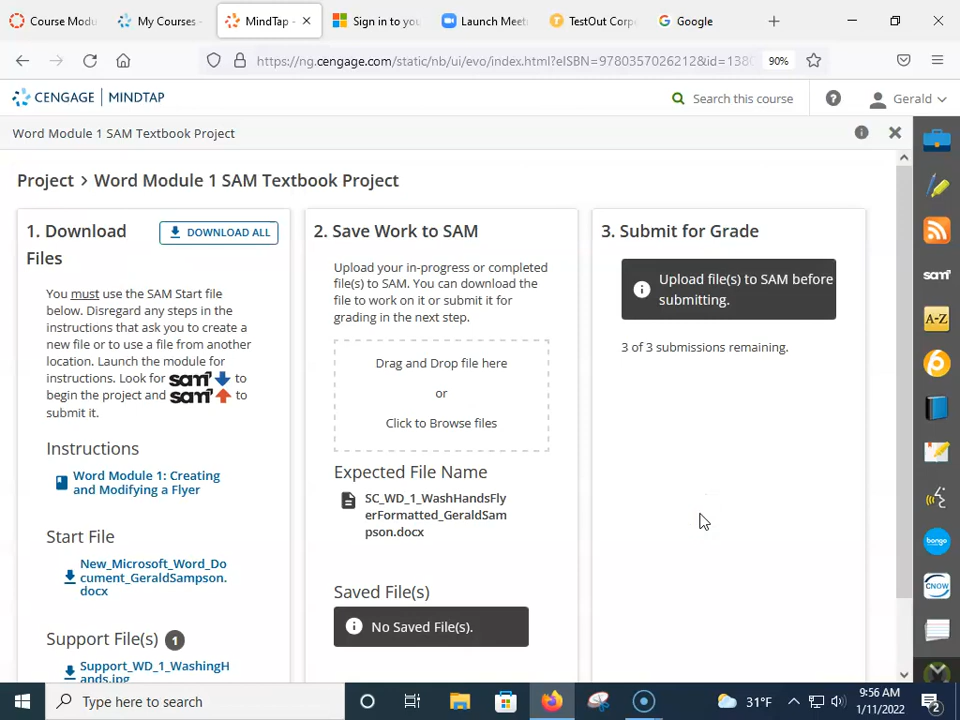 Course Modu
My Courses -
MindTap -
Sign in to you
Launch Meeti
TestOut Corp
Google
https://ng.cengage.com/static/nb/ui/evo/index.html?eISBN=9780357026212&id=1380
90%
CENGAGE | MINDTAP
Search this course
Gerald
Word Module 1 SAM Textbook Project
Project > Word Module 1 SAM Textbook Project
1. Download
Files
DOWNLOAD ALL
You must use the SAM Start file
below. Disregard any steps in the
instructions that ask you to create a
new file or to use a file from another
location. Launch the module for
instructions. Look for sam to
begin the project and sam to
submit it.
Instructions
Word Module 1: Creating
and Modifying a Flyer
Start File
New_Microsoft_Word_Do
cument_GeraldSampson.
docx
Support File(s) 1
Support_WD_1_WashingH
ands.jpg
2. Save Work to SAM
Upload your in-progress or completed
file(s) to SAM. You can download the
file to work on it or submit it for
grading in the next step.
Drag and Drop file here
or
Click to Browse files
Expected File Name
SC_WD_1_WashHandsFly
erFormatted_GeraldSam
pson.docx
Saved File(s)
No Saved File(s).
3. Submit for Grade
Upload file(s) to SAM before
submitting.
3 of 3 submissions remaining.
sam
A-Z
bongo
CNOW
Type here to search
31°F
9:56 AM
1/11/2022
2